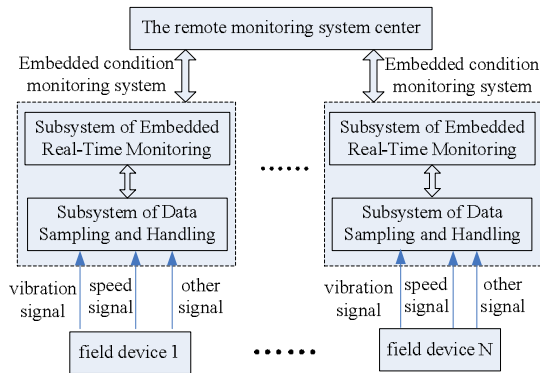 The remote monitoring system center
Embedded condition
monitoring system
Embedded condition
monitoring system
Subsystem of Embedded
Real-Time Monitoring
Subsystem of Embedded
Real-Time Monitoring
......
Subsystem of Data
Sampling and Handling
Subsystem of Data
Sampling and Handling
vibration
signal
speed
signal
other
signal
vibration
signal
speed
signal
other
signal
field device 1
......
field device N